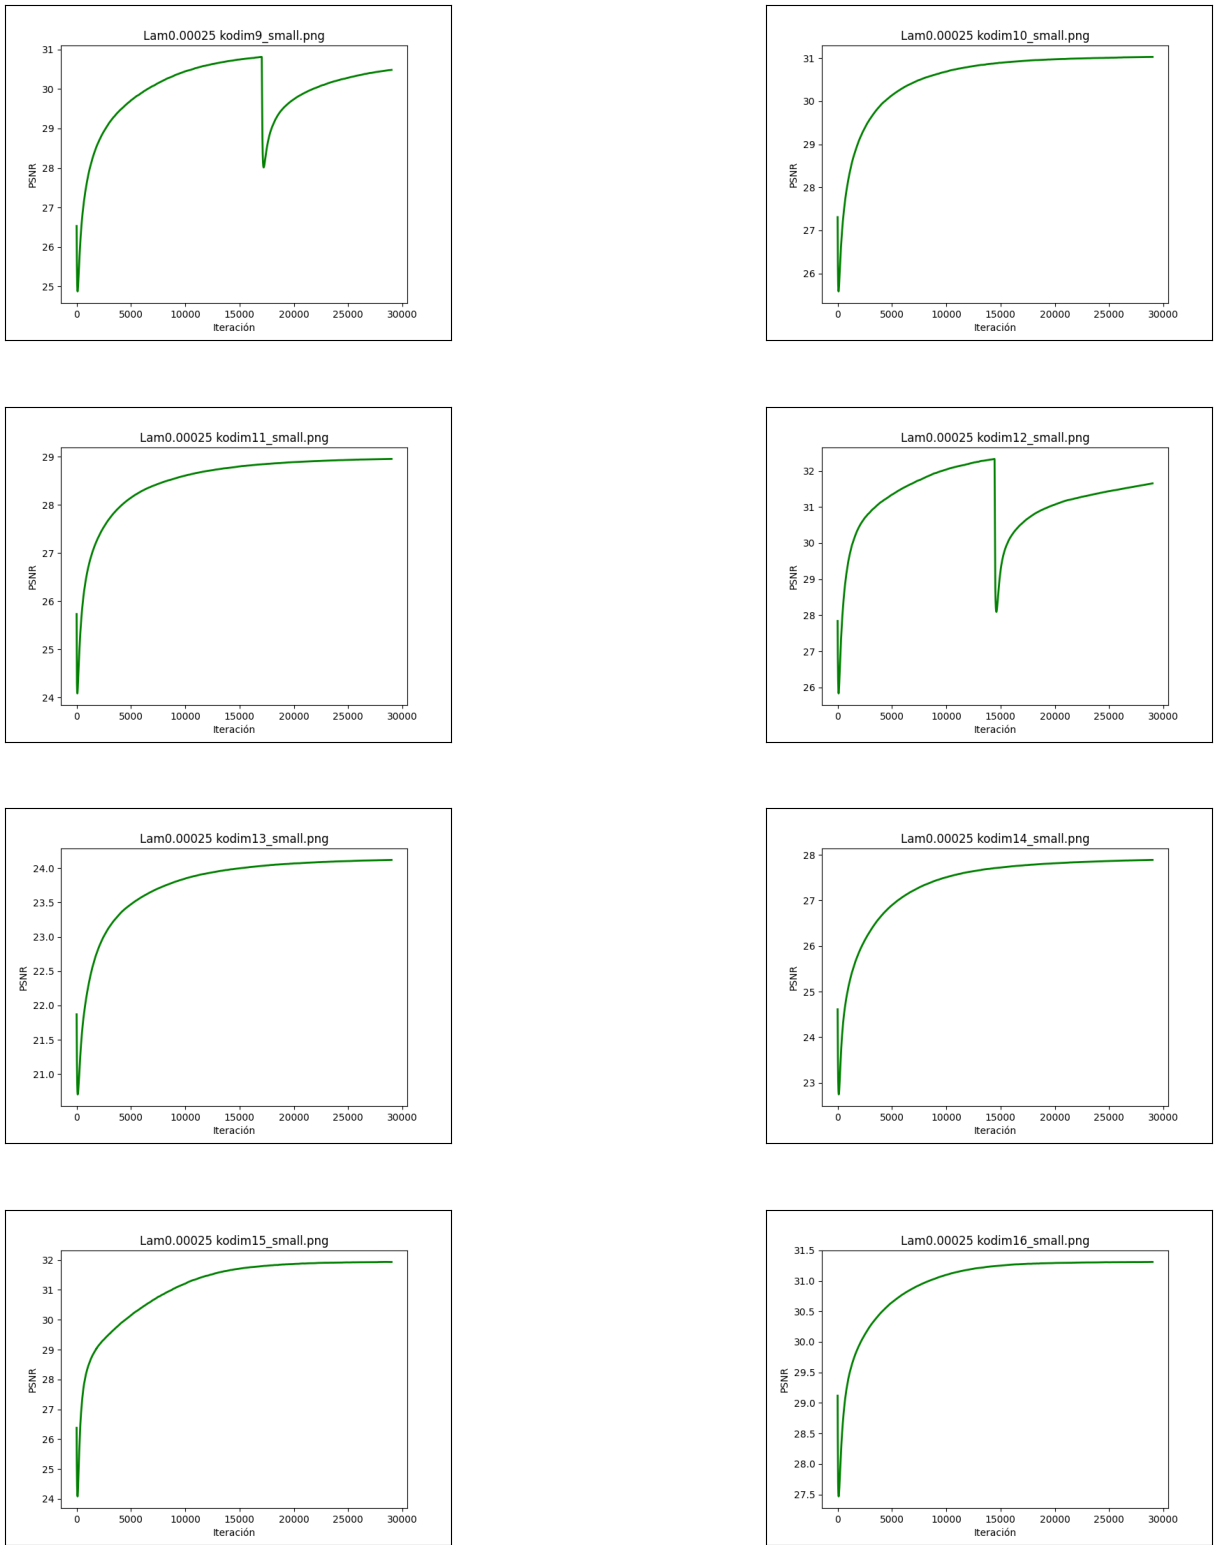 Lam0.00025 kodim9_small.png
31
30
29
28
27
26
25
PSNR
0 5000 10000 15000 20000 25000 30000
Iteración
Lam0.00025 kodim10_small.png
31
30
29
28
27
26
PSNR
0 5000 10000 15000 20000 25000 30000
Iteración
Lam0.00025 kodim11_small.png
29
28
27
26
25
24
PSNR
0 5000 10000 15000 20000 25000 30000
Iteración
Lam0.00025 kodim12_small.png
32
31
30
29
28
27
26
PSNR
0 5000 10000 15000 20000 25000 30000
Iteración
Lam0.00025 kodim13_small.png
24.0
23.5
23.0
22.5
22.0
21.5
21.0
PSNR
0 5000 10000 15000 20000 25000 30000
Iteración
Lam0.00025 kodim14_small.png
28
27
26
25
24
23
PSNR
0 5000 10000 15000 20000 25000 30000
Iteración
Lam0.00025 kodim15_small.png
32
31
30
29
28
27
26
25
24
PSNR
0 5000 10000 15000 20000 25000 30000
Iteración
Lam0.00025 kodim16_small.png
31.5
31.0
30.5
30.0
29.5
29.0
28.5
28.0
27.5
PSNR
0 5000 10000 15000 20000 25000 30000
Iteración